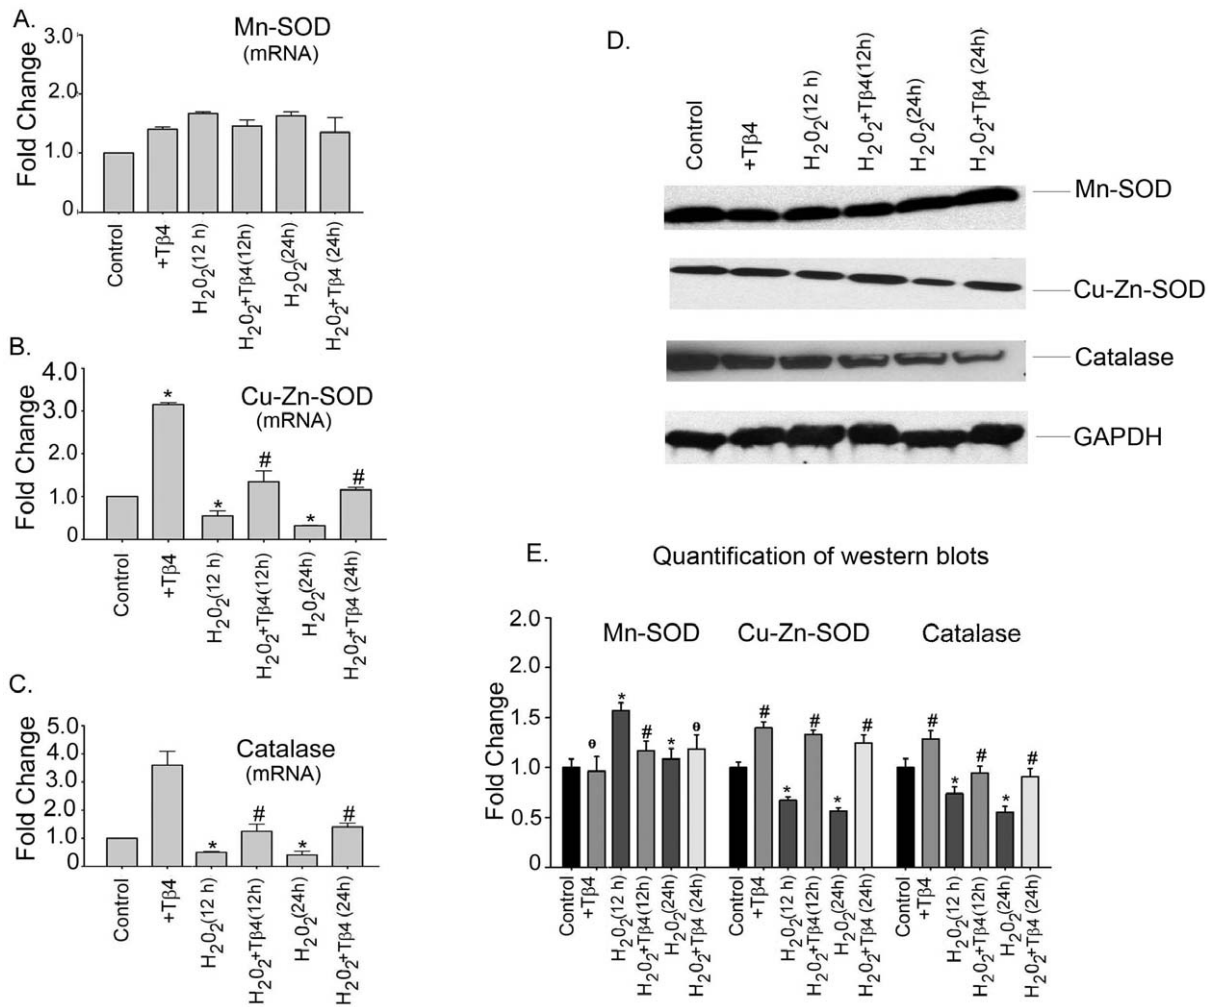 A.
Mn-SOD
(mRNA)
Fold Change
3.0
2.0
1.0
0
Control
+Tβ4
H202(12 h)
H202+Tβ4(12h)
H202(24h)
H202+Tβ4 (24h)
B.
Cu-Zn-SOD
(mRNA)
Fold Change
4.0
3.0
2.0
1.0
0
*
*
#
*
#
Control
+Tβ4
H202(12 h)
H202+Tβ4(12h)
H202(24h)
H202+Tβ4 (24h)
C.
Catalase
(mRNA)
Fold Change
5.0
4.0
2.0
1.0
0
*
#
*
#
Control
+Tβ4
H202(12 h)
H202+Tβ4(12h)
H202(24h)
H202+Tβ4 (24h)
D.
Control
+Tβ4
H202(12 h)
H202+Tβ4(12h)
H202(24h)
H202+Tβ4 (24h)
Mn-SOD
Cu-Zn-SOD
Catalase
GAPDH
E.
Quantification of western blots
Fold Change
2.0
2.0
1.5
1.0
0.5
0
Mn-SOD
Cu-Zn-SOD
Catalase
θ
*
#
*
θ
#
*
#
*
#
#
*
#
*
#
Control
+Tβ4
H202(12 h)
H202+Tβ4(12h)
H202(24h)
H202+Tβ4 (24h)
Control
+Tβ4
H202(12 h)
H202+Tβ4(12h)
H202(24h)
H202+Tβ4 (24h)
Control
+Tβ4
H202(12 h)
H202+Tβ4(12h)
H202(24h)
H202+Tβ4 (24h)